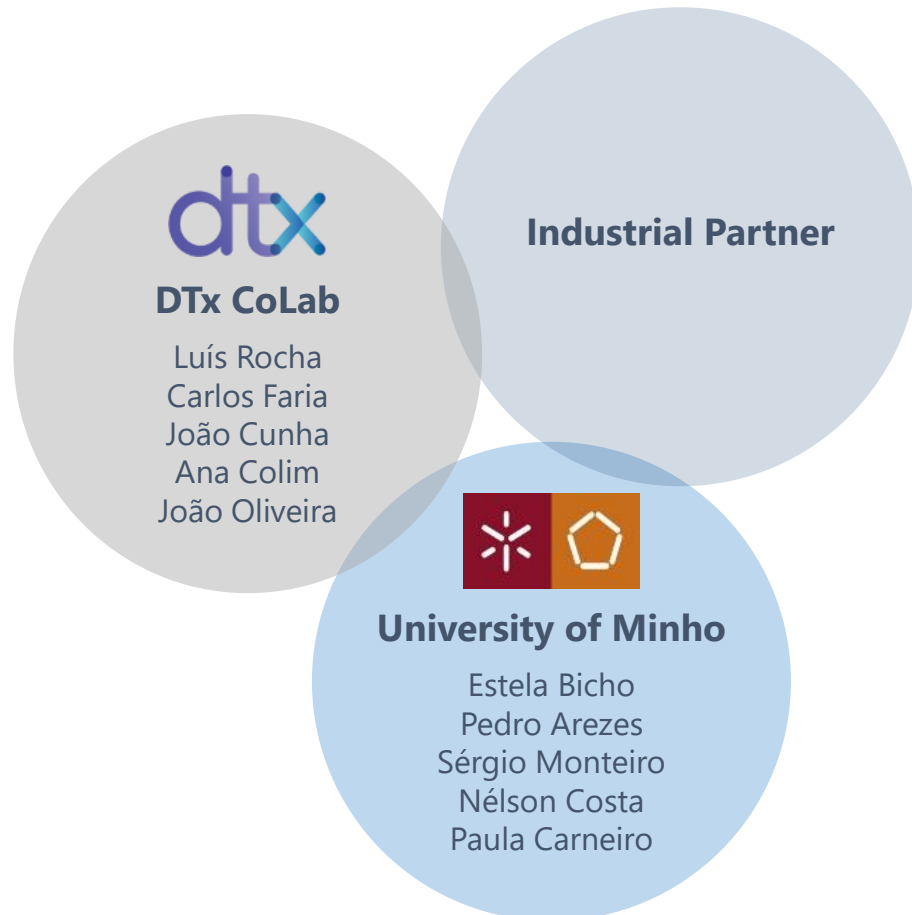 dtx
DTx CoLab
Luís Rocha
Carlos Faria
João Cunha
Ana Colim
João Oliveira
Industrial Partner
University of Minho
Estela Bicho
Pedro Arezes
Sérgio Monteiro
Nélson Costa
Paula Carneiro